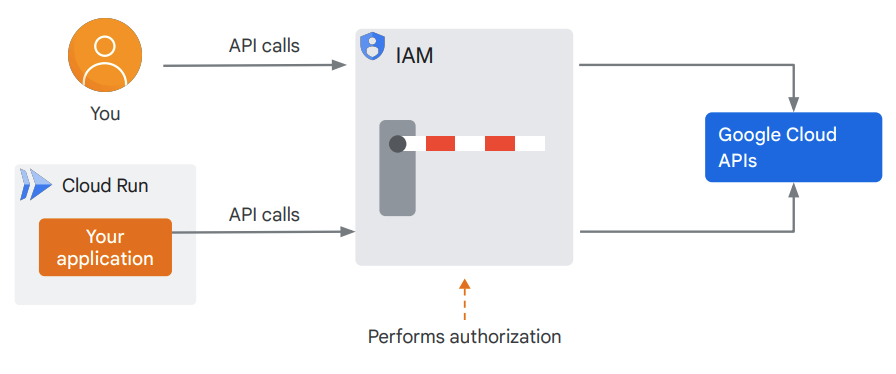 API calls
IAM
You
Google Cloud
APIs
Cloud Run
API calls
Your
application
Performs authorization